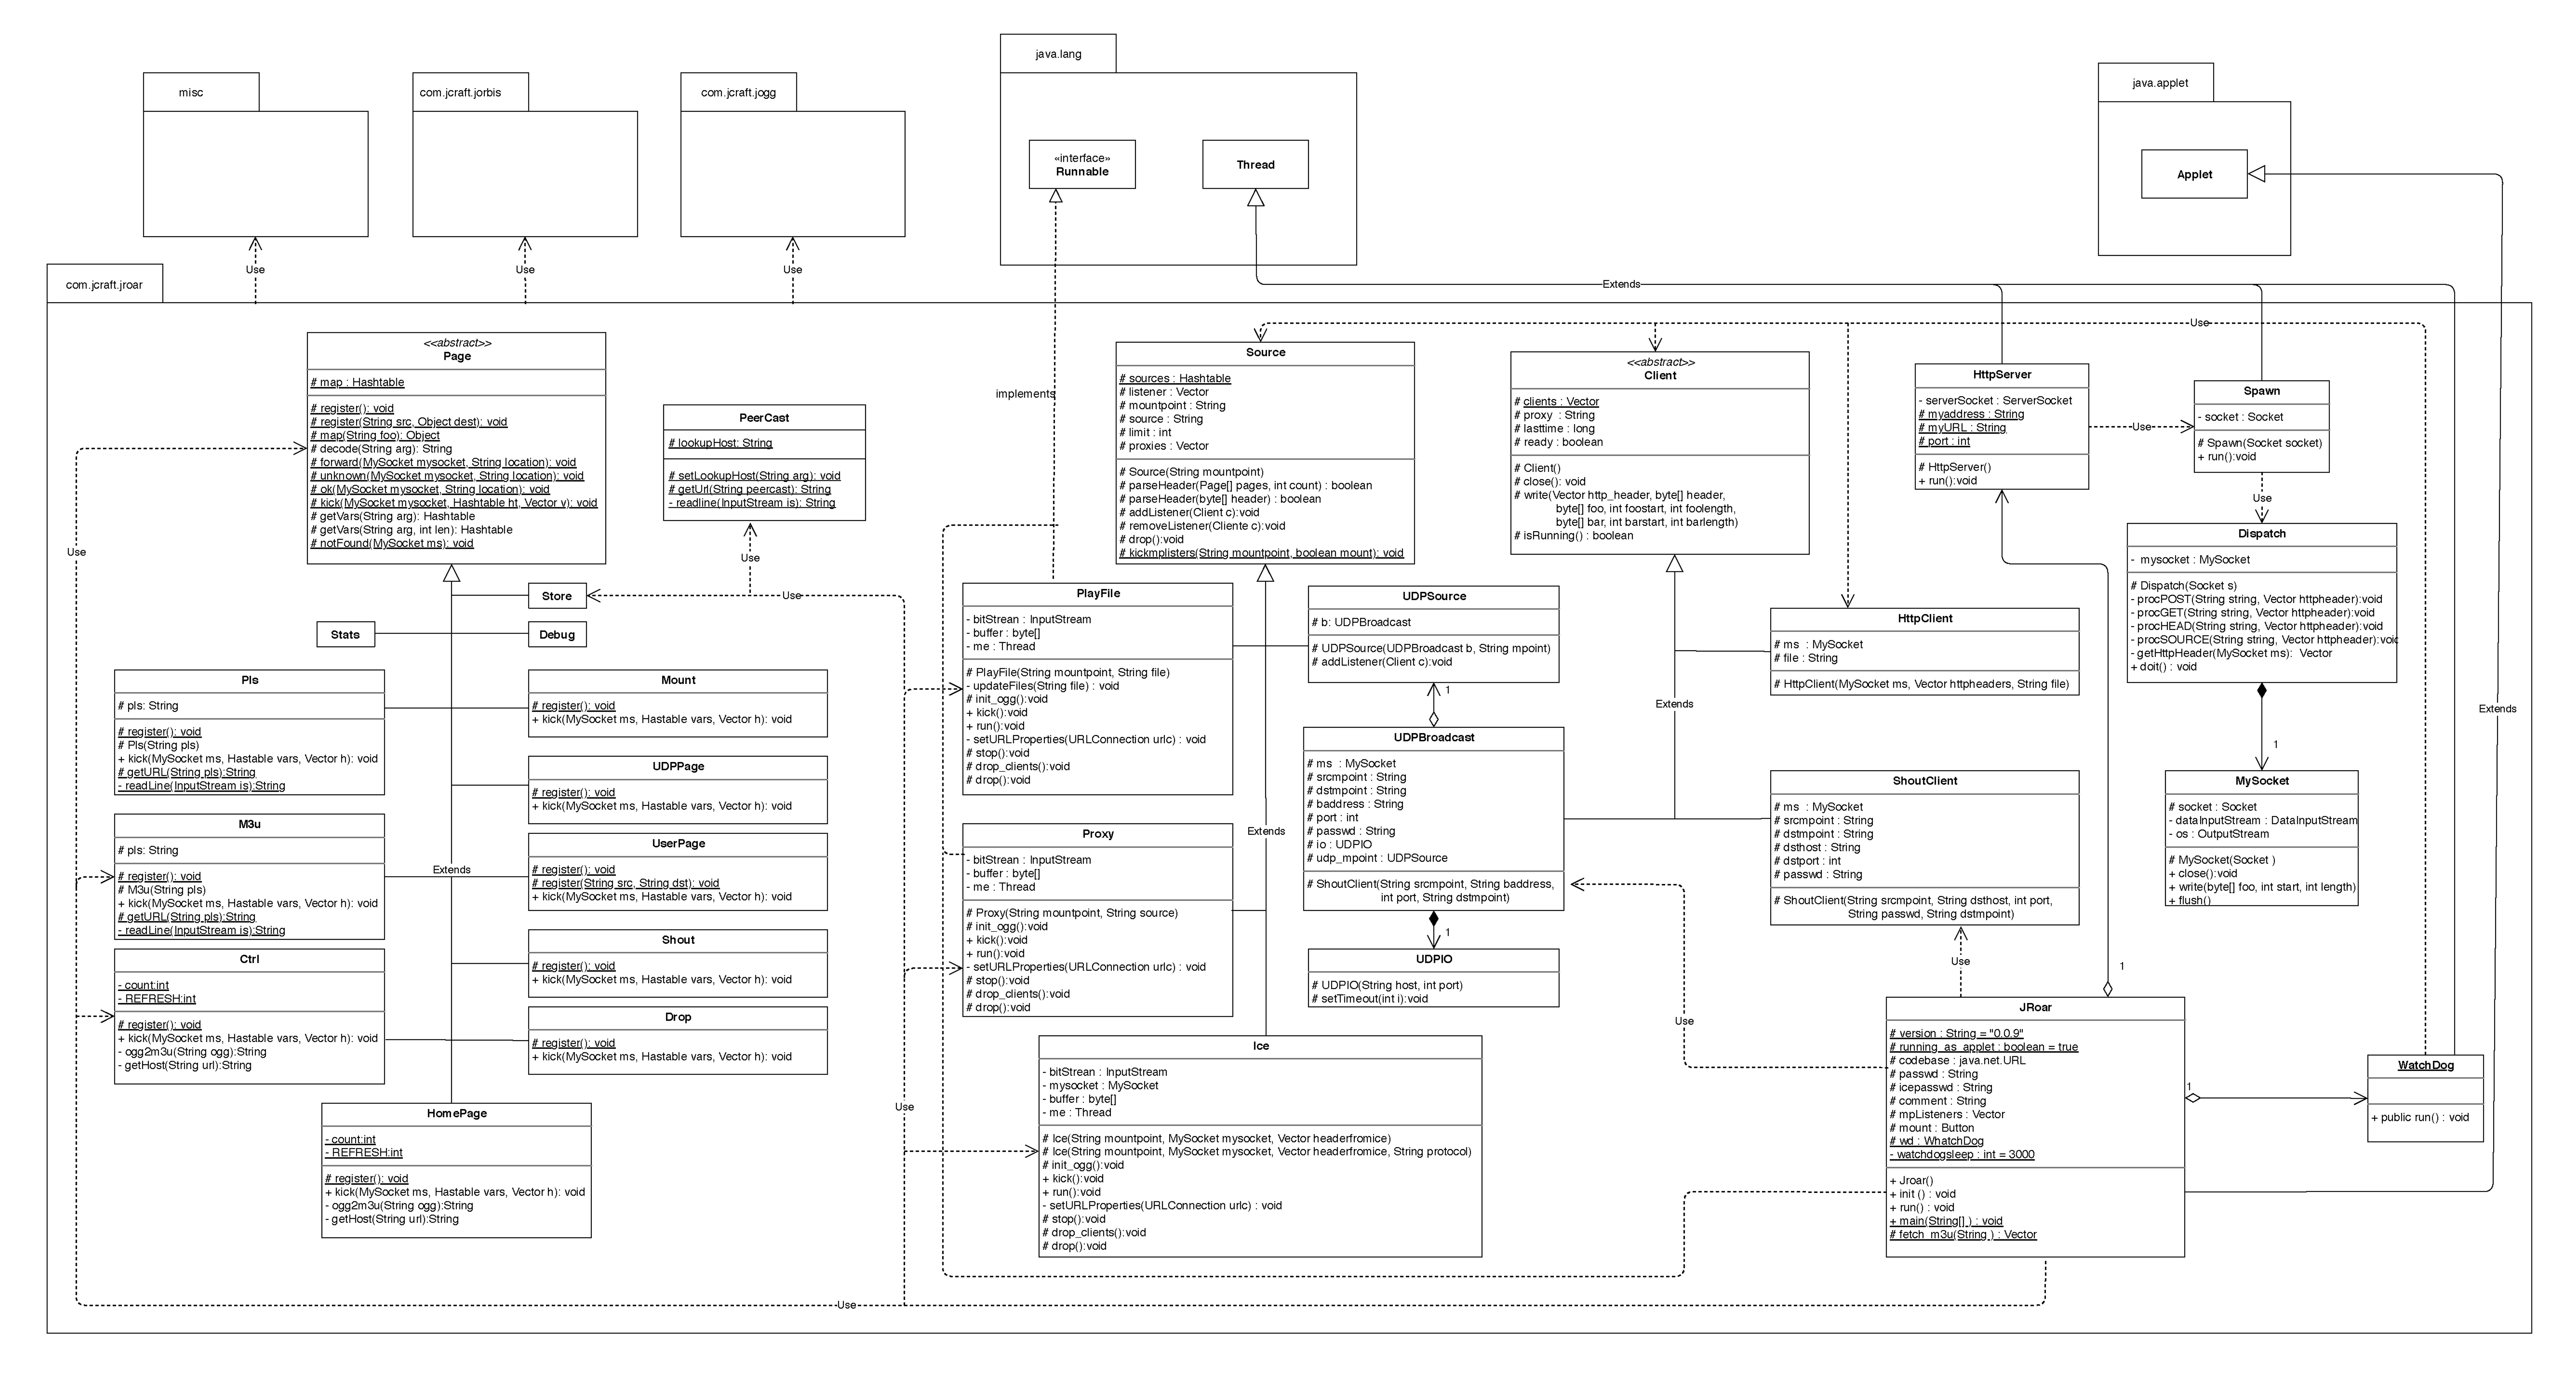 misc
com.jcraft.jorbis
com.jcraft.jogg
java.lang
«interface»
Runnable
Thread
java.applet
Applet
Use
Use
Use
Extends
com.jcraft.jroar
Use
<<abstract>>
Page
# map : Hashtable
# register(): void
# register(String src, Object dest): void
# map(String foo): Object
# decode(String arg): String
# forward(MySocket mysocket, String location): void
# unknown(MySocket mysocket, String location): void
# ok(MySocket mysocket, String location): void
# kick(MySocket mysocket, Hashtable ht, Vector v): void
# getVars(String arg): Hashtable
# getVars(String arg, int len): Hashtable
# notFound(MySocket ms): void
PeerCast
# lookupHost: String
# setLookupHost(String arg): void
# getUrl(String peercast): String
- readline(InputStream is): String
Use
Use
Use
implements
Source
# sources : Hashtable
# listener : Vector
# mountpoint : String
# source : String
# limit : int
# proxies : Vector
# Source(String mountpoint)
# parseHeader(Page[] pages, int count) : boolean
# parseHeader(byte[] header) : boolean
# addListener(Client c):void
# removeListener(Cliente c):void
# drop():void
# kickmplisters(String mountpoint, boolean mount): void
<<abstract>>
Client
# clients : Vector
# proxy : String
# lasttime : long
# ready : boolean
# Client()
# close(): void
# write(Vector http_header, byte[] header,
byte[] foo, int foostart, int foolength,
byte[] bar, int barstart, int barlength)
# isRunning() : boolean
HttpServer
- serverSocket : ServerSocket
# myaddress : String
# myURL : String
# port : int
# HttpServer()
+ run():void
Use
Spawn
- socket : Socket
# Spawn(Socket socket)
+ run():void
Use
Dispatch
- mysocket : MySocket
# Dispatch(Socket s)
- procPOST(String string, Vector httpheader):void
- procGET(String string, Vector httpheader):void
- procHEAD(String string, Vector httpheader):void
- procSOURCE(String string, Vector httpheader):void
- getHttpHeader(MySocket ms): Vector
+ doit() : void
1
Extends
MySocket
# socket : Socket
- dataInputStream : DataInputStream
- os : OutputStream
# MySocket(Socket )
+ close():void
+ write(byte[] foo, int start, int length)
+ flush()
Store
Stats
Debug
Pls
# pls: String
# register(): void
# Pls(String pls)
+ kick(MySocket ms, Hastable vars, Vector h): void
# getURL(String pls):String
- readLine(InputStream is):String
Mount
# register(): void
+ kick(MySocket ms, Hastable vars, Vector h): void
UDPPage
# register(): void
+ kick(MySocket ms, Hastable vars, Vector h): void
M3u
# pls: String
# register(): void
# M3u(String pls)
+ kick(MySocket ms, Hastable vars, Vector h): void
# getURL(String pls):String
- readLine(InputStream is):String
Extends
UserPage
# register(): void
# register(String src, String dst): void
+ kick(MySocket ms, Hastable vars, Vector h): void
Shout
# register(): void
+ kick(MySocket ms, Hastable vars, Vector h): void
Ctrl
- count:int
- REFRESH:int
# register(): void
+ kick(MySocket ms, Hastable vars, Vector h): void
- ogg2m3u(String ogg):String
- getHost(String url):String
Drop
# register(): void
+ kick(MySocket ms, Hastable vars, Vector h): void
HomePage
- count:int
- REFRESH:int
# register(): void
+ kick(MySocket ms, Hastable vars, Vector h): void
- ogg2m3u(String ogg):String
- getHost(String url):String
Use
Use
PlayFile
- bitStrean : InputStream
- buffer : byte[]
- me : Thread
# PlayFile(String mountpoint, String file)
- updateFiles(String file) : void
# init_ogg():void
+ kick():void
+ run():void
- setURLProperties(URLConnection urlc) : void
# stop():void
# drop_clients():void
# drop():void
Proxy
- bitStrean : InputStream
- buffer : byte[]
- me : Thread
# Proxy(String mountpoint, String source)
# init_ogg():void
+ kick():void
+ run():void
- setURLProperties(URLConnection urlc) : void
# stop():void
# drop_clients():void
# drop():void
Extends
Ice
- bitStrean : InputStream
- mysocket : MySocket
- buffer : byte[]
- me : Thread
# Ice(String mountpoint, MySocket mysocket, Vector headerfromice)
# Ice(String mountpoint, MySocket mysocket, Vector headerfromice, String protocol)
# init_ogg():void
+ kick():void
+ run():void
- setURLProperties(URLConnection urlc) : void
# stop():void
# drop_clients():void
# drop():void
UDPSource
# b: UDPBroadcast
# UDPSource(UDPBroadcast b, String mpoint)
# addListener(Client c):void
1
UDPBroadcast
# ms : MySocket
# srcmpoint : String
# dstmpoint : String
# baddress : String
# port : int
# passwd : String
# io : UDPIO
# udp_mpoint : UDPSource
# ShoutClient(String srcmpoint, String baddress,
int port, String dstmpoint)
1
UDPIO
# UDPIO(String host, int port)
# setTimeout(int i):void
Extends
HttpClient
# ms : MySocket
# file : String
# HttpClient(MySocket ms, Vector httpheaders, String file)
ShoutClient
# ms : MySocket
# srcmpoint : String
# dstmpoint : String
# dsthost : String
# dstport : int
# passwd : String
# ShoutClient(String srcmpoint, String dsthost, int port,
String passwd, String dstmpoint)
Use
Use
1
JRoar
# version : String = "0.0.9"
# running_as_applet : boolean = true
# codebase : java.net.URL
# passwd : String
# icepasswd : String
# comment : String
# mpListeners : Vector
# mount : Button
# wd : WhatchDog
- watchdogsleep : int = 3000
+ Jroar()
+ init () : void
+ run() : void
+ main(String[] ) : void
# fetch_m3u(String ) : Vector
1
WatchDog
+ public run() : void